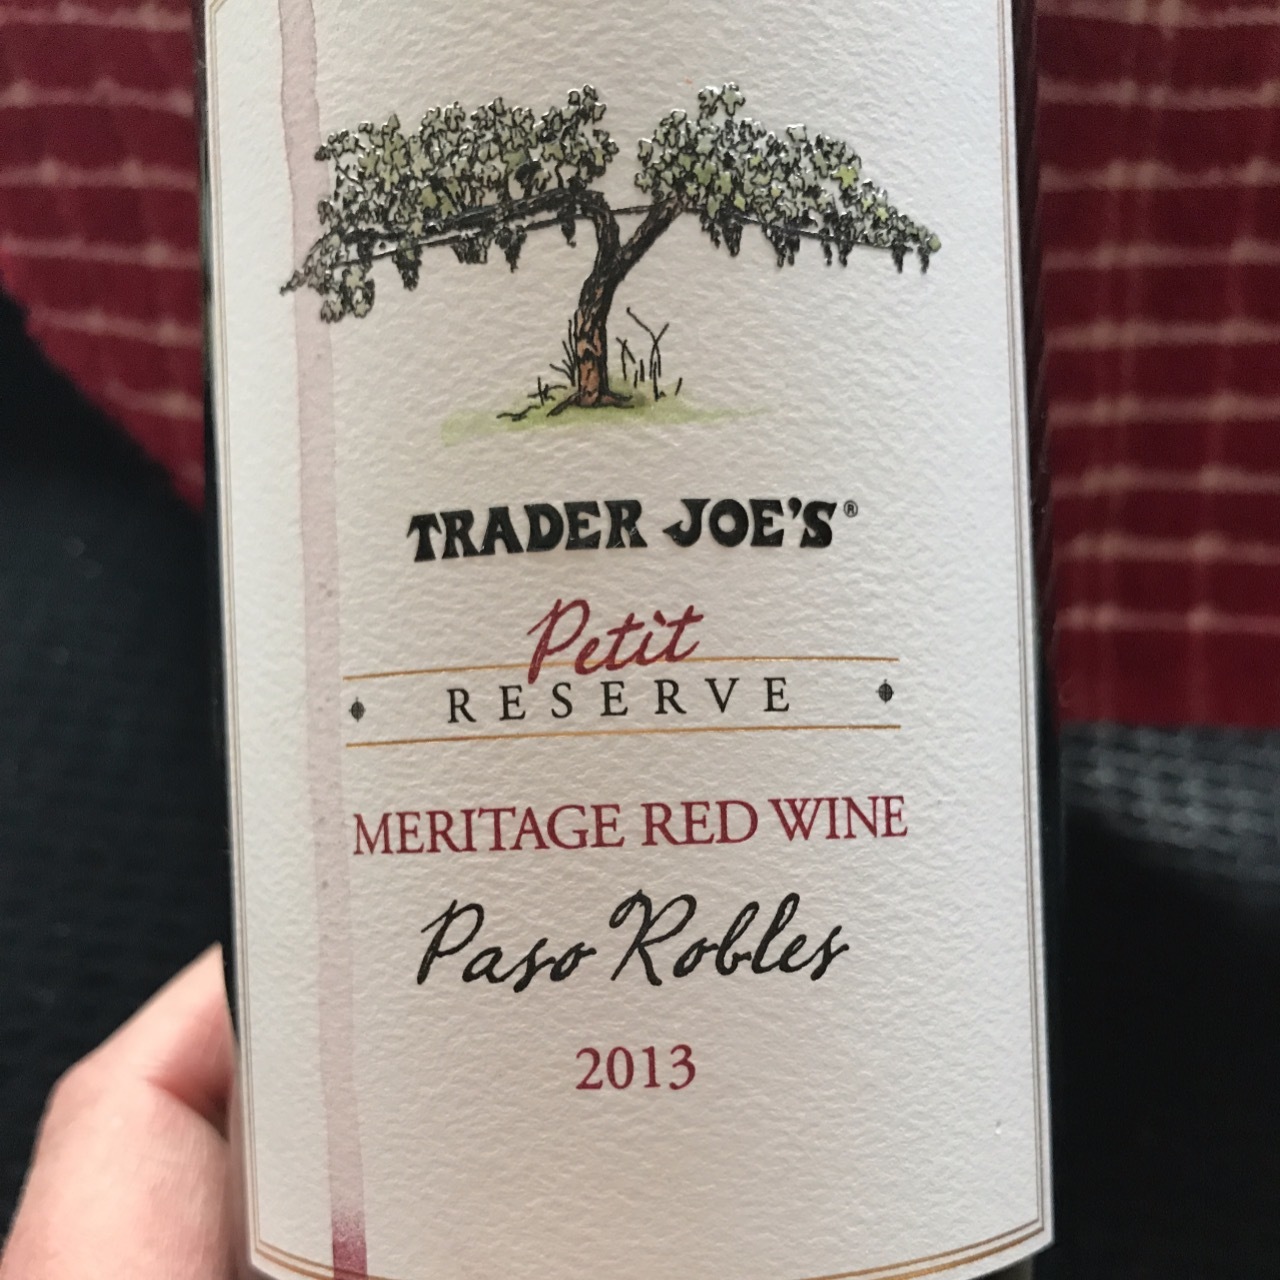 TRADER JOE'S®
Petit
RESERVE
MERITAGE RED WINE
Paso Robles
2013